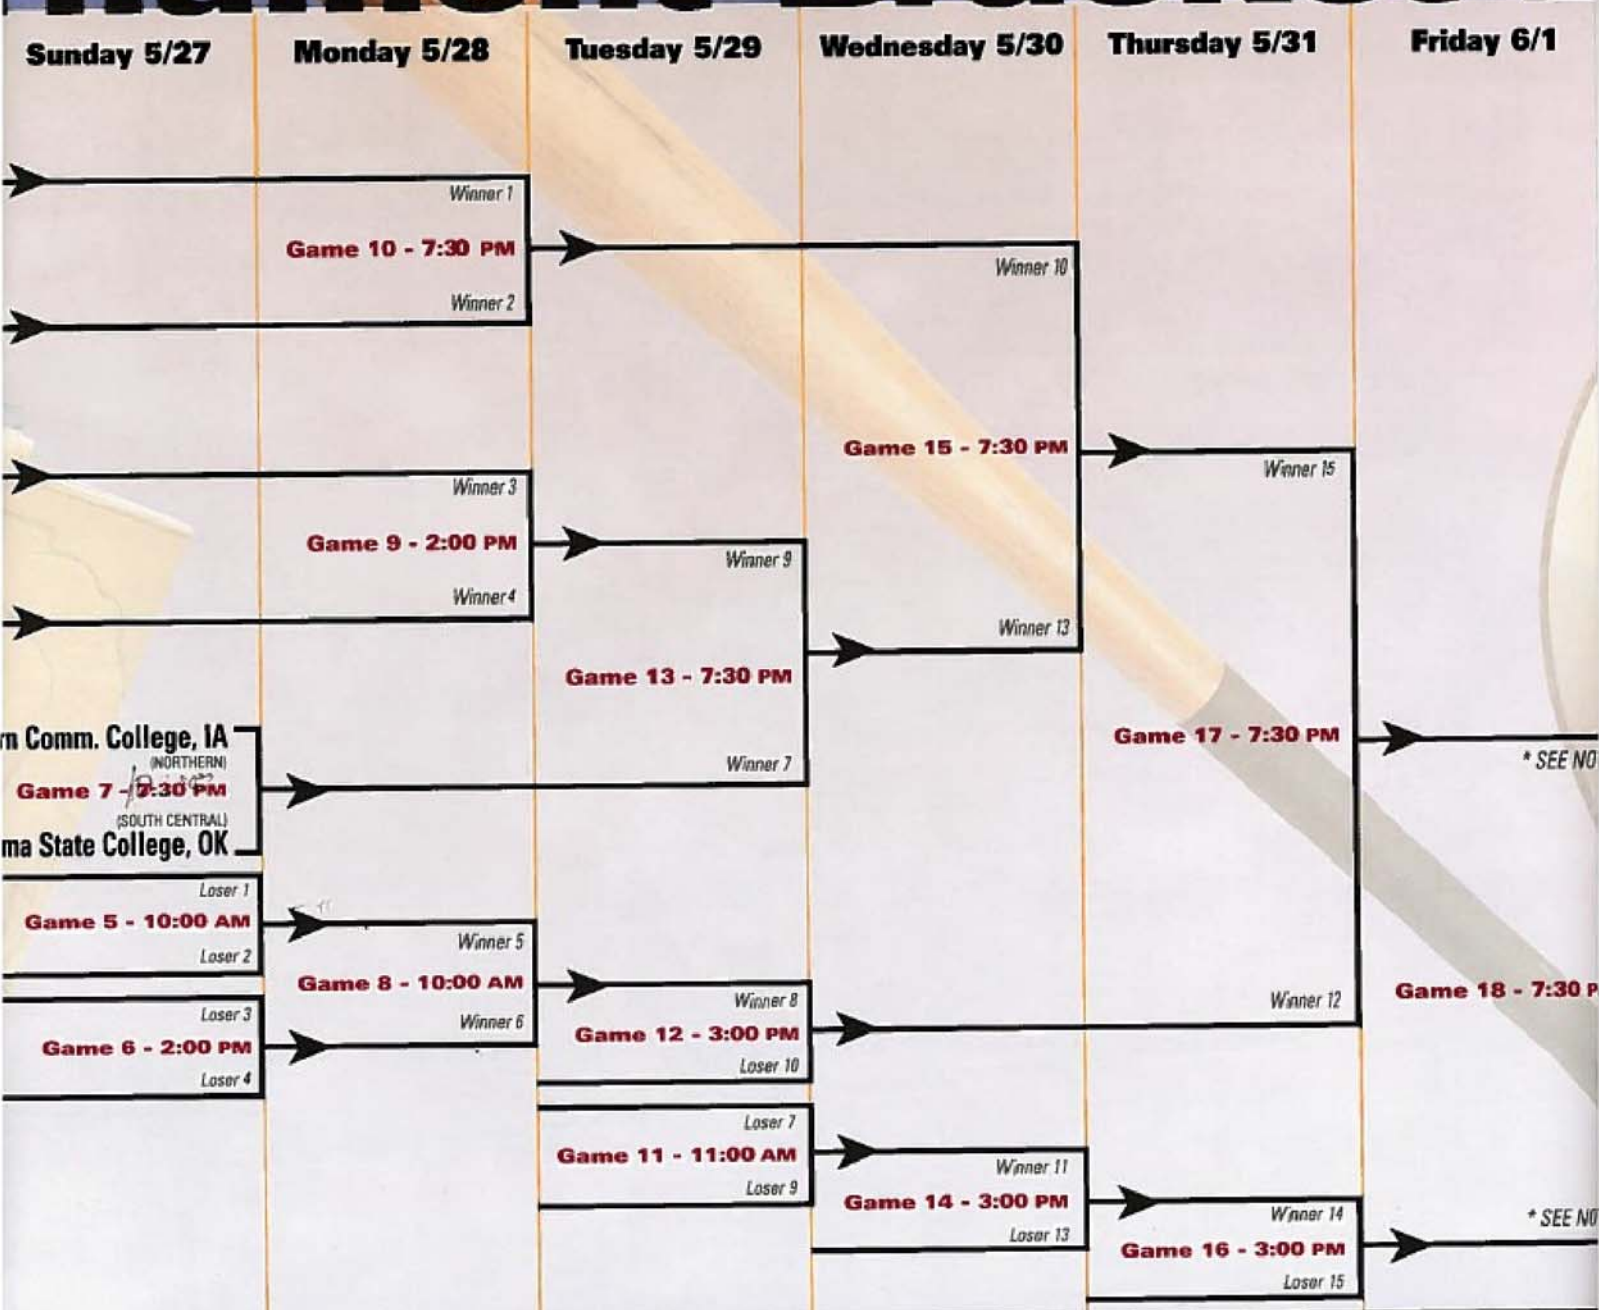 Sunday 5/27
Monday 5/28
Tuesday 5/29
Wednesday 5/30
Thursday 5/31
Friday 6/1
Winner 1
Game 10 - 7:30 PM
Winner 2
Winner 3
Game 9 - 2:00 PM
Winner 4
rn Comm. College, IA
(NORTHERN)
Game 7 - 7:30 PM
(SOUTH CENTRAL)
ma State College, OK
Loser 1
Game 5 - 10:00 AM
Loser 2
Loser 3
Game 6 - 2:00 PM
Loser 4
Winner 5
Game 8 - 10:00 AM
Winner 6
Winner 9
Game 13 - 7:30 PM
Winner 7
Winner 8
Game 12 - 3:00 PM
Loser 10
Loser 7
Game 11 - 11:00 AM
Loser 9
Winner 10
Game 15 - 7:30 PM
Winner 13
Winner 11
Game 14 - 3:00 PM
Loser 13
Winner 15
Game 17 - 7:30 PM
Winner 12
Winner 14
Game 16 - 3:00 PM
Loser 15
* SEE NO
Game 18 - 7:30 P
* SEE NO